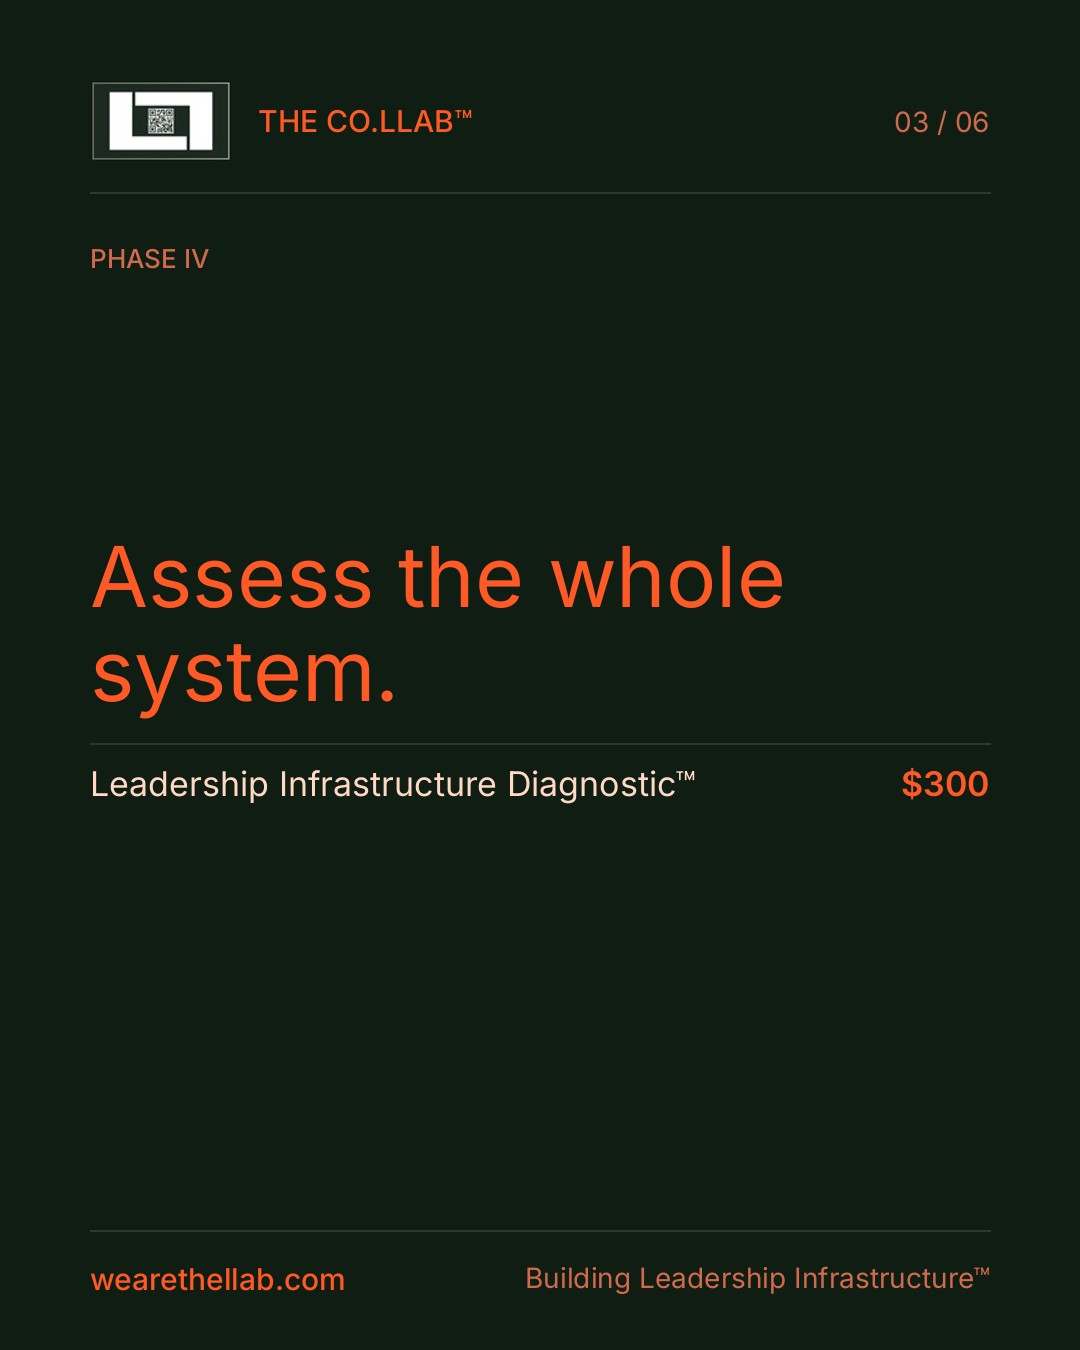 THE CO.LLAB™
03 / 06
PHASE IV
Assess the whole
system.
Leadership Infrastructure Diagnostic™
$300
wearethellab.com
Building Leadership Infrastructure™